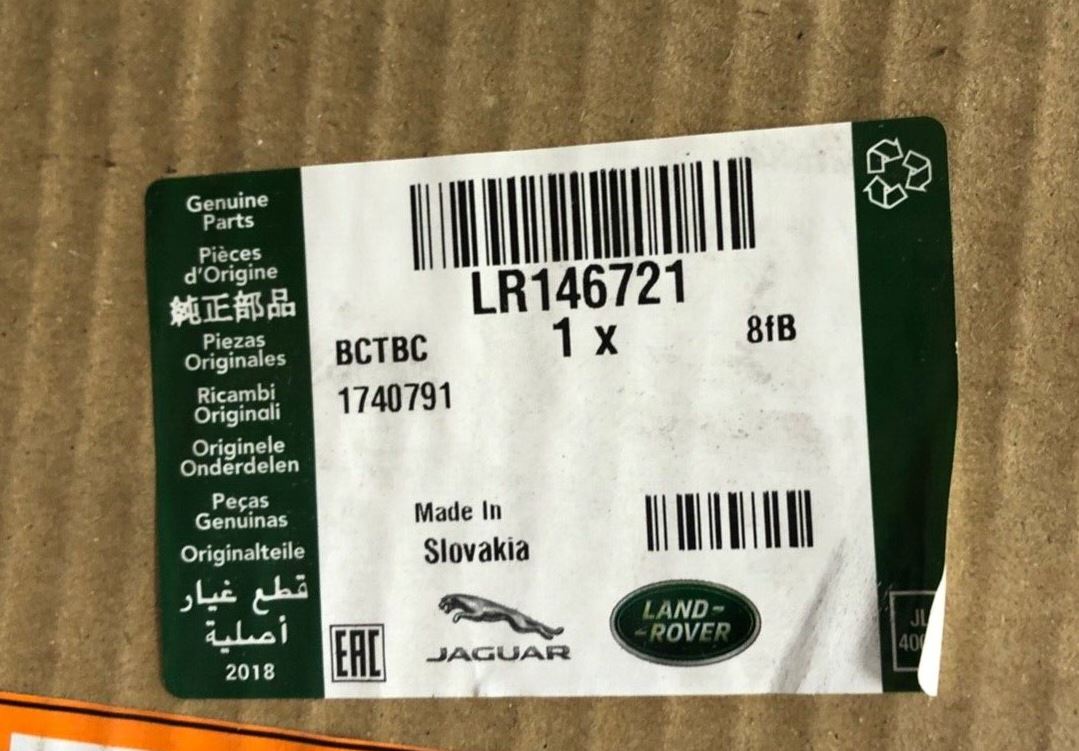 Genuine
Parts
Pièces
d'Origine
純正部品
Piezas
Originales
Ricambi
Originali
Originele
Onderdelen
Peças
Genuinas
Originalteile
قطع غيار
أصلية
2018
LR146721
1 x
8fB
BCTBC
1740791
Made In
Slovakia
EAC
JAGUAR
LAND-
-ROVER